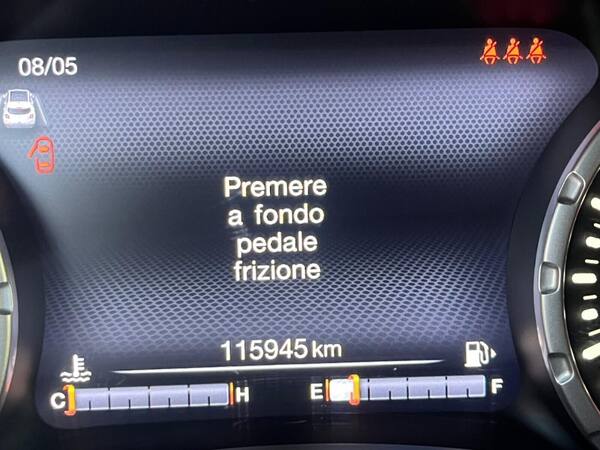 08/05
Premere
a fondo
pedale
frizione
115945 km
C H E F